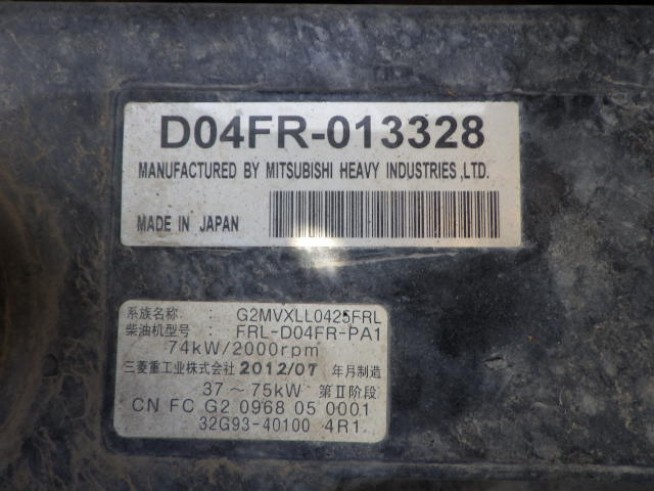 D04FR-013328
MANUFACTURED BY MITSUBISHI HEAVY INDUSTRIES ,LTD.
MADE IN JAPAN
系族名称 : G2MVXLL0425FRL
柴油机型号 : FRL-D04FR-PA1
74kW/2000rpm
三菱重工业株式会社 2012/07 年月制造
37～75kW 第Ⅱ阶段
CN FC G2 0968 05 0001
32G93-40100 4R1